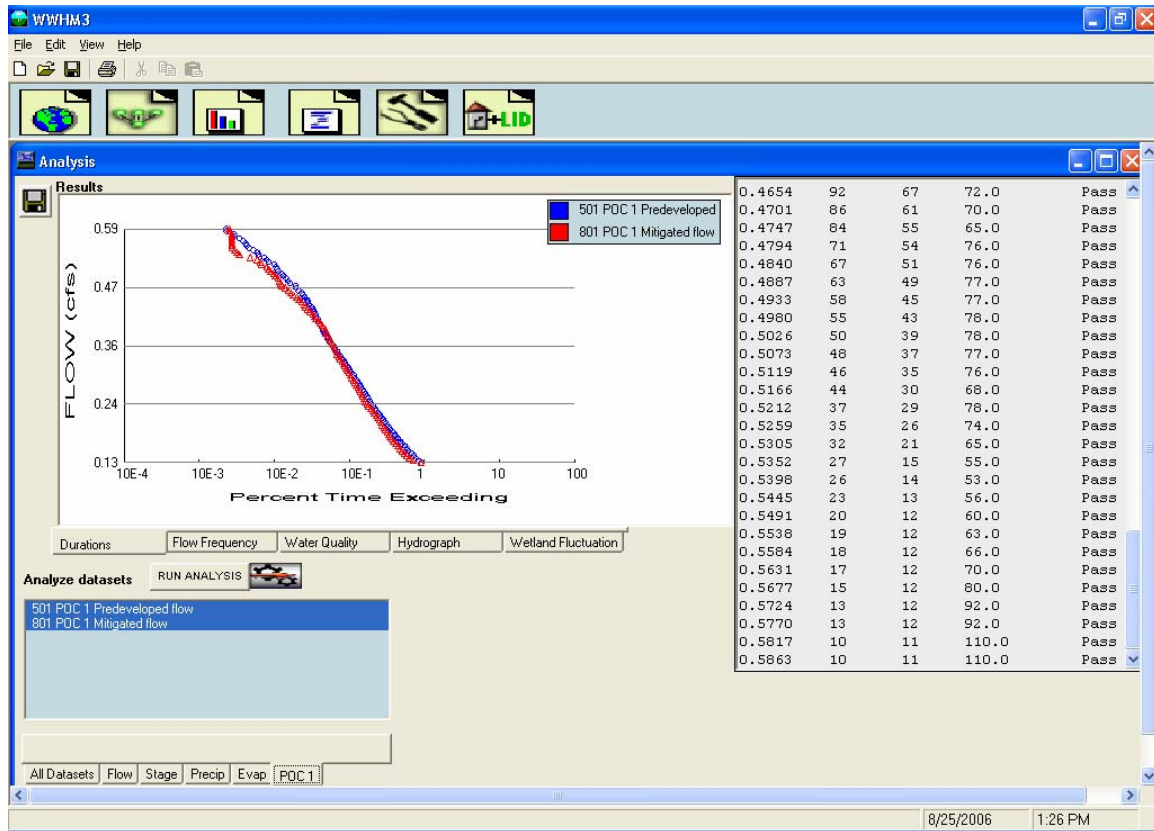 WWHM3
File Edit View Help
+LID
Analysis
Results
501 POC 1 Predeveloped
801 POC 1 Mitigated flow
FLOW (cfs)
0.59
0.47
0.36
0.24
0.13
10E-4 10E-3 10E-2 10E-1 1 10 100
Percent Time Exceeding
Durations Flow Frequency Water Quality Hydrograph Wetland Fluctuation
Analyze datasets RUN ANALYSIS
501 POC 1 Predeveloped flow
801 POC 1 Mitigated flow
All Datasets Flow Stage Precip Evap POC 1
0.4654 92 67 72.0 Pass
0.4701 86 61 70.0 Pass
0.4747 84 55 65.0 Pass
0.4794 71 54 76.0 Pass
0.4840 67 51 76.0 Pass
0.4887 63 49 77.0 Pass
0.4933 58 45 77.0 Pass
0.4980 55 43 78.0 Pass
0.5026 50 39 78.0 Pass
0.5073 48 37 77.0 Pass
0.5119 46 35 76.0 Pass
0.5166 44 30 68.0 Pass
0.5212 37 29 78.0 Pass
0.5259 35 26 74.0 Pass
0.5305 32 21 65.0 Pass
0.5352 27 15 55.0 Pass
0.5398 26 14 53.0 Pass
0.5445 23 13 56.0 Pass
0.5491 20 12 60.0 Pass
0.5538 19 12 63.0 Pass
0.5584 18 12 66.0 Pass
0.5631 17 12 70.0 Pass
0.5677 15 12 80.0 Pass
0.5724 13 12 92.0 Pass
0.5770 13 12 92.0 Pass
0.5817 10 11 110.0 Pass
0.5863 10 11 110.0 Pass
8/25/2006 1:26 PM